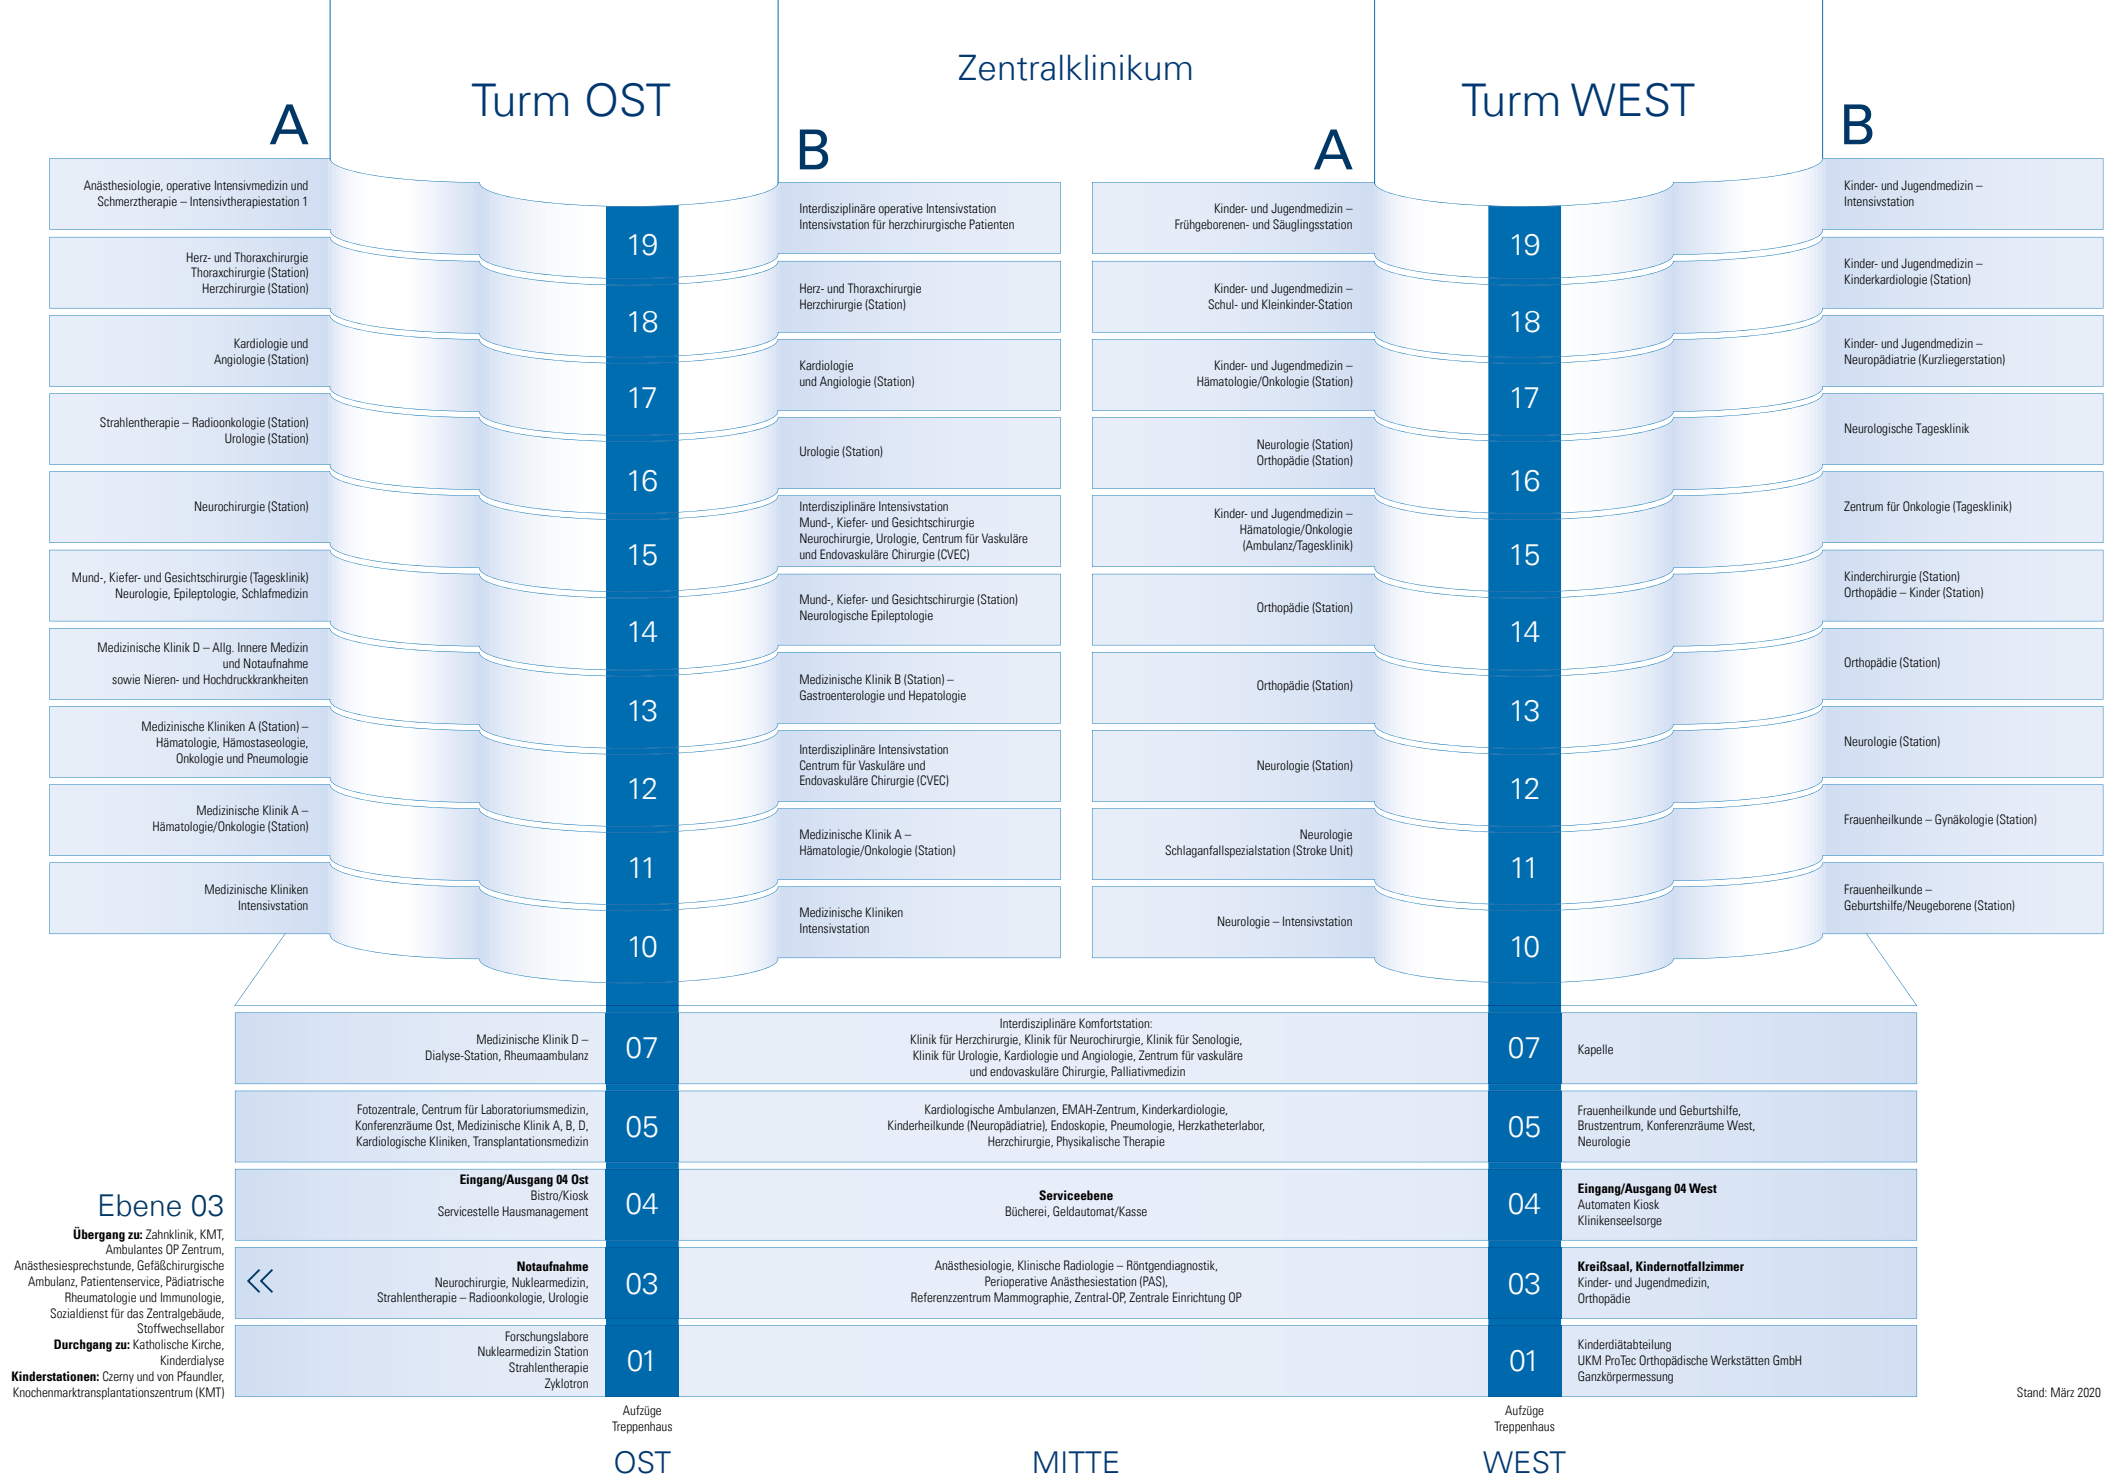 Zentralklinikum
Turm OST
Turm WEST
A
B
A
B
Anästhesiologie, operative Intensivmedizin und
Schmerztherapie – Intensivtherapiestation 1
19
Interdisziplinäre operative Intensivstation
Intensivstation für herzchirurgische Patienten
Kinder- und Jugendmedizin –
Frühgeborenen- und Säuglingsstation
19
Kinder- und Jugendmedizin –
Intensivstation
Herz- und Thoraxchirurgie
Thoraxchirurgie (Station)
Herzchirurgie (Station)
18
Herz- und Thoraxchirurgie
Herzchirurgie (Station)
Kinder- und Jugendmedizin –
Schul- und Kleinkinder-Station
18
Kinder- und Jugendmedizin –
Kinderkardiologie (Station)
Kardiologie und
Angiologie (Station)
17
Kardiologie
und Angiologie (Station)
Kinder- und Jugendmedizin –
Hämatologie/Onkologie (Station)
17
Kinder- und Jugendmedizin –
Neuropädiatrie (Kurzliegerstation)
Strahlentherapie – Radioonkologie (Station)
Urologie (Station)
16
Urologie (Station)
Neurologie (Station)
Orthopädie (Station)
16
Neurologische Tagesklinik
Neurochirurgie (Station)
15
Interdisziplinäre Intensivstation
Mund-, Kiefer- und Gesichtschirurgie
Neurochirurgie, Urologie, Centrum für Vaskuläre
und Endovaskuläre Chirurgie (CVEC)
Kinder- und Jugendmedizin –
Hämatologie/Onkologie
(Ambulanz/Tagesklinik)
15
Zentrum für Onkologie (Tagesklinik)
Mund-, Kiefer- und Gesichtschirurgie (Tagesklinik)
Neurologie, Epileptologie, Schlafmedizin
14
Mund-, Kiefer- und Gesichtschirurgie (Station)
Neurologische Epileptologie
Orthopädie (Station)
14
Kinderchirurgie (Station)
Orthopädie – Kinder (Station)
Medizinische Klinik D – Allg. Innere Medizin
und Notaufnahme
sowie Nieren- und Hochdruckkrankheiten
13
Medizinische Klinik B (Station) –
Gastroenterologie und Hepatologie
Orthopädie (Station)
13
Orthopädie (Station)
Medizinische Kliniken A (Station) –
Hämatologie, Hämostaseologie,
Onkologie und Pneumologie
12
Interdisziplinäre Intensivstation
Centrum für Vaskuläre und
Endovaskuläre Chirurgie (CVEC)
Neurologie (Station)
12
Neurologie (Station)
Medizinische Klinik A –
Hämatologie/Onkologie (Station)
11
Medizinische Klinik A –
Hämatologie/Onkologie (Station)
Neurologie
Schlaganfallspezialstation (Stroke Unit)
11
Frauenheilkunde – Gynäkologie (Station)
Medizinische Kliniken
Intensivstation
10
Medizinische Kliniken
Intensivstation
Neurologie – Intensivstation
10
Frauenheilkunde –
Geburtshilfe/Neugeborene (Station)
Medizinische Klinik D –
Dialyse-Station, Rheumaambulanz
07
Interdisziplinäre Komfortstation:
Klinik für Herzchirurgie, Klinik für Neurochirurgie, Klinik für Senologie,
Klinik für Urologie, Kardiologie und Angiologie, Zentrum für vaskuläre
und endovaskuläre Chirurgie, Palliativmedizin
07
Kapelle
Fotozentrale, Centrum für Laboratoriumsmedizin,
Konferenzräume Ost, Medizinische Klinik A, B, D,
Kardiologische Kliniken, Transplantationsmedizin
05
Kardiologische Ambulanzen, EMAH-Zentrum, Kinderkardiologie,
Kinderheilkunde (Neuropädiatrie), Endoskopie, Pneumologie, Herzkatheterlabor,
Herzchirurgie, Physikalische Therapie
05
Frauenheilkunde und Geburtshilfe,
Brustzentrum, Konferenzräume West,
Neurologie
Eingang/Ausgang 04 Ost
Bistro/Kiosk
Servicestelle Hausmanagement
04
Serviceebene
Bücherei, Geldautomat/Kasse
04
Eingang/Ausgang 04 West
Automaten Kiosk
Klinikenseelsorge
Notaufnahme
Neurochirurgie, Nuklearmedizin,
Strahlentherapie – Radioonkologie, Urologie
03
Anästhesiologie, Klinische Radiologie – Röntgendiagnostik,
Perioperative Anästhesiestation (PAS),
Referenzzentrum Mammographie, Zentral-OP, Zentrale Einrichtung OP
03
Kreißsaal, Kindernotfallzimmer
Kinder- und Jugendmedizin,
Orthopädie
Forschungslabore
Nuklearmedizin Station
Strahlentherapie
Zyklotron
01
01
Kinderdiätabteilung
UKM ProTec Orthopädische Werkstätten GmbH
Ganzkörpermessung
Ebene 03
Übergang zu: Zahnklinik, KMT,
Ambulantes OP Zentrum,
Anästhesiesprechstunde, Gefäßchirurgische
Ambulanz, Patientenservice, Pädiatrische
Rheumatologie und Immunologie,
Sozialdienst für das Zentralgebäude,
Stoffwechsellabor
Durchgang zu: Katholische Kirche,
Kinderdialyse
Kinderstationen: Czerny und von Pfaundler,
Knochenmarktransplantationszentrum (KMT)
Stand: März 2020
Aufzüge
Treppenhaus
Aufzüge
Treppenhaus
OST
MITTE
WEST